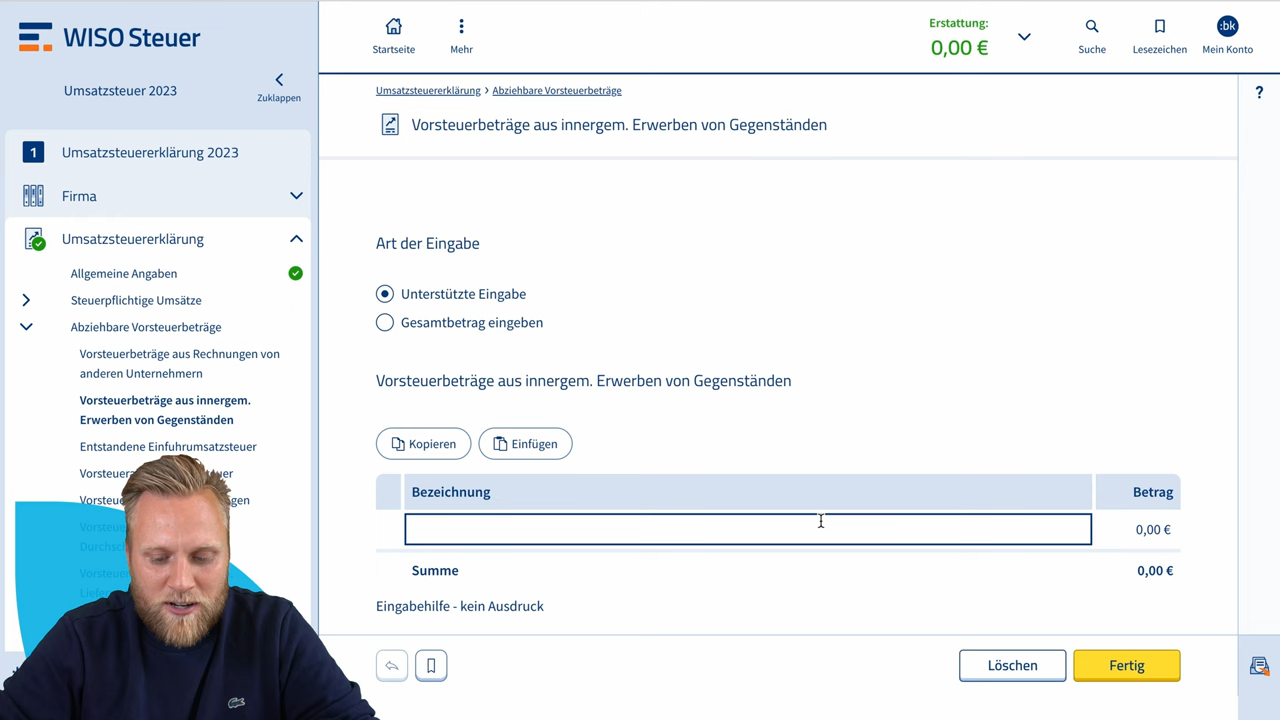 WISO Steuer
Umsatzsteuer 2023
Zuklappen
1 Umsatzsteuererklärung 2023
Firma
Umsatzsteuererklärung
Allgemeine Angaben
Steuerpflichtige Umsätze
Abziehbare Vorsteuerbeträge
Vorsteuerbeträge aus Rechnungen von
anderen Unternehmern
Vorsteuerbeträge aus innergem.
Erwerben von Gegenständen
Entstandene Einfuhrumsatzsteuer
Startseite
Mehr
Erstattung:
0,00 €
Suche
Lesezeichen
:bk
Mein Konto
?
Umsatzsteuererklärung › Abziehbare Vorsteuerbeträge
Vorsteuerbeträge aus innergem. Erwerben von Gegenständen
Art der Eingabe
Unterstützte Eingabe
Gesamtbetrag eingeben
Vorsteuerbeträge aus innergem. Erwerben von Gegenständen
Kopieren Einfügen
Bezeichnung Betrag
0,00 €
Summe 0,00 €
Eingabehilfe - kein Ausdruck
Löschen Fertig